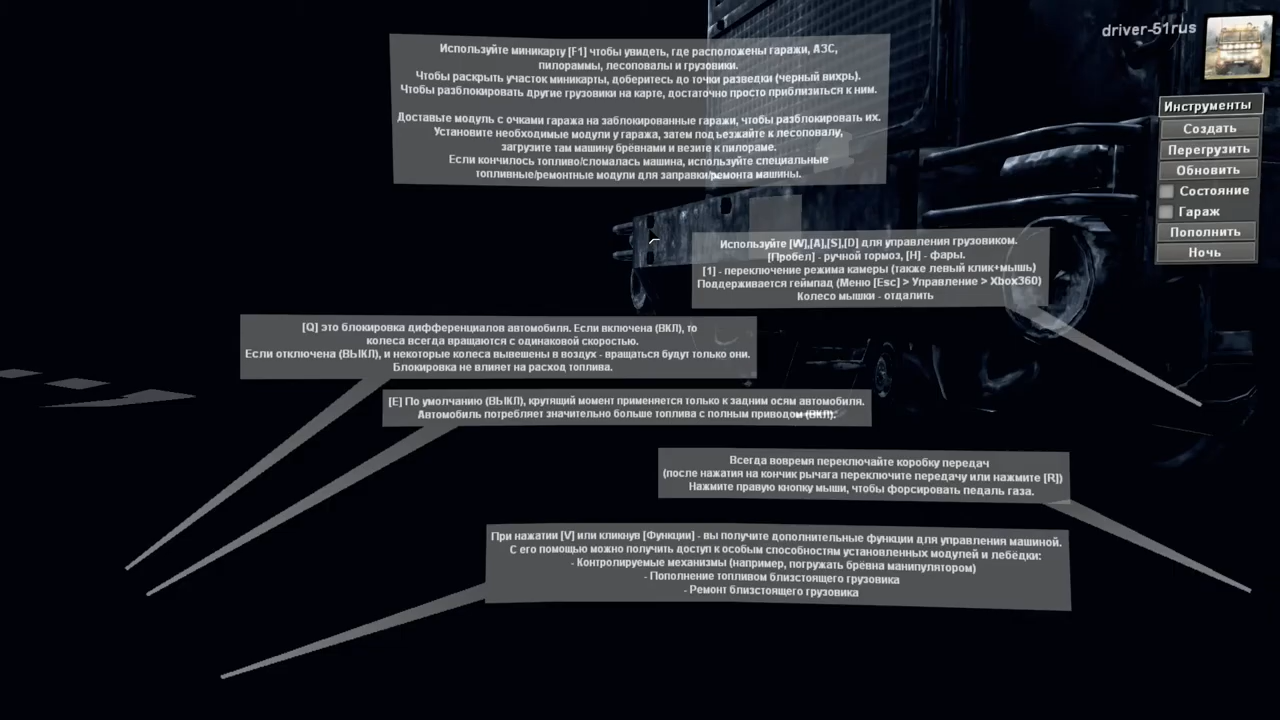 driver-51rus
Используйте миникарту [F1] чтобы увидеть, где расположены гаражи, АЗС,
пилораммы, лесоповалы и грузовики.
Чтобы раскрыть участок миникарты, доберитесь до точки разведки (черный вихрь).
Чтобы разблокировать другие грузовики на карте, достаточно просто приблизиться к ним.
Доставьте модуль с очками гаража на заблокированные гаражи, чтобы разблокировать их.
Установите необходимые модули у гаража, затем подъезжайте к лесоповалу,
загрузите там машину брёвнами и везите к пилораме.
Если кончилось топливо/сломалась машина, используйте специальные
топливные/ремонтные модули для заправки/ремонта машины.
Инструменты
Создать
Перегрузить
Обновить
Состояние
Гараж
Пополнить
Ночь
Используйте [W],[A],[S],[D] для управления грузовиком.
[Пробел] - ручной тормоз, [H] - фары.
[1] - переключение режима камеры (также левый клик+мышь)
Поддерживается геймпад (Меню [Esc] > Управление > Xbox360)
Колесо мышки - отдалить
[Q] это блокировка дифференциалов автомобиля. Если включена (ВКЛ), то
колеса всегда вращаются с одинаковой скоростью.
Если отключена (ВЫКЛ), и некоторые колеса вывешены в воздух - вращаться будут только они.
Блокировка не влияет на расход топлива.
[E] По умолчанию (ВЫКЛ), крутящий момент применяется только к задним осям автомобиля.
Автомобиль потребляет значительно больше топлива с полным приводом (ВКЛ).
Всегда вовремя переключайте коробку передач
(после нажатия на кончик рычага переключите передачу или нажмите [R])
Нажмите правую кнопку мыши, чтобы форсировать педаль газа.
При нажатии [V] или кликнув [Функции] - вы получите дополнительные функции для управления машиной.
С его помощью можно получить доступ к особым способностям установленных модулей и лебёдки:
- Контролируемые механизмы (например, погружать брёвна манипулятором)
- Пополнение топливом близстоящего грузовика
- Ремонт близстоящего грузовика